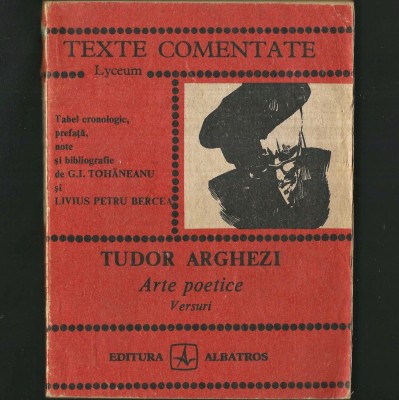 TEXTE COMENTATE
Lyceum
Tabel cronologic,
prefață,
note
și bibliografie
de G.I. TOHĂNEANU
și
LIVIUS PETRU BERCEA
TUDOR ARGHEZI
Arte poetice
Versuri
EDITURA ALBATROS